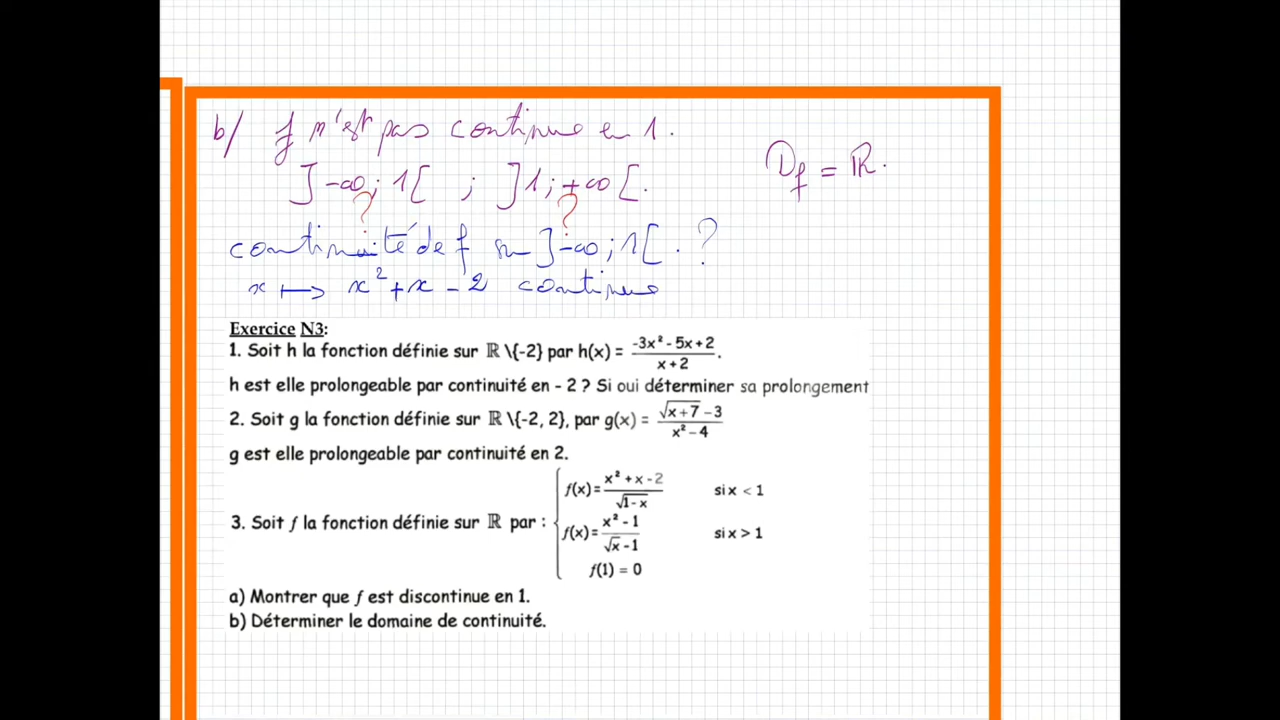 b/ f n'est pas continue en 1.
Df = ℝ.
]-∞; 1[ ; ]1; +∞[.
? ?
continuité de f sur ]-∞; 1[. ?
x ↦ x² + x - 2 continue
Exercice N3:
1. Soit h la fonction définie sur ℝ \{-2} par h(x) = (-3x² - 5x + 2)/(x + 2).
h est elle prolongeable par continuité en - 2 ? Si oui déterminer sa prolongement
2. Soit g la fonction définie sur ℝ \{-2, 2}, par g(x) = (√(x+7) - 3)/(x² - 4)
g est elle prolongeable par continuité en 2.
f(x) = (x² + x - 2)/√(1-x) si x < 1
3. Soit f la fonction définie sur ℝ par : f(x) = (x² - 1)/(√x - 1) si x > 1
f(1) = 0
a) Montrer que f est discontinue en 1.
b) Déterminer le domaine de continuité.